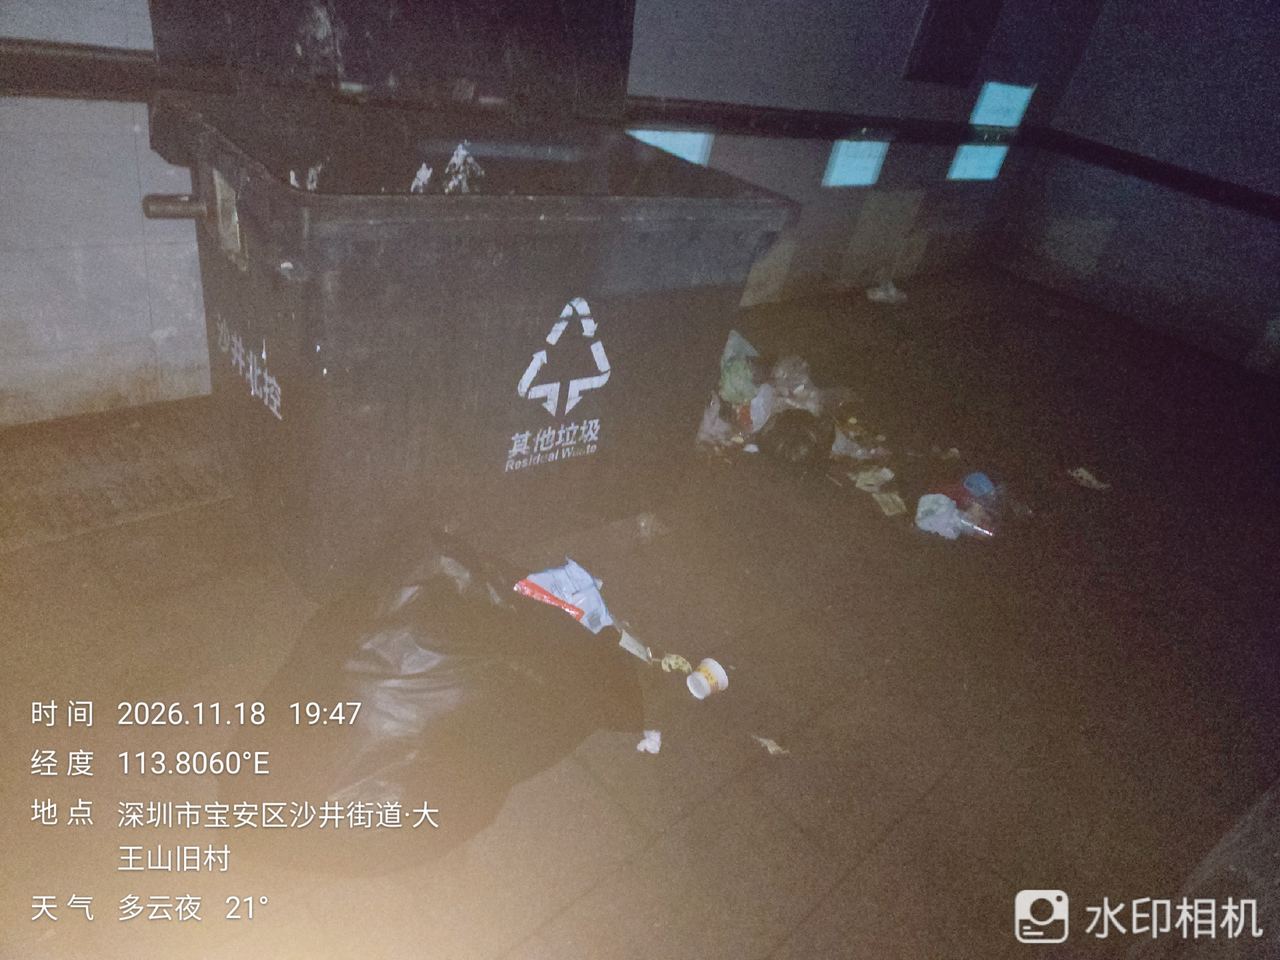 沙井北控
其他垃圾
Residual Waste
时间 2026.11.18 19:47
经度 113.8060°E
地点 深圳市宝安区沙井街道·大
王山旧村
天气 多云夜 21°
水印相机